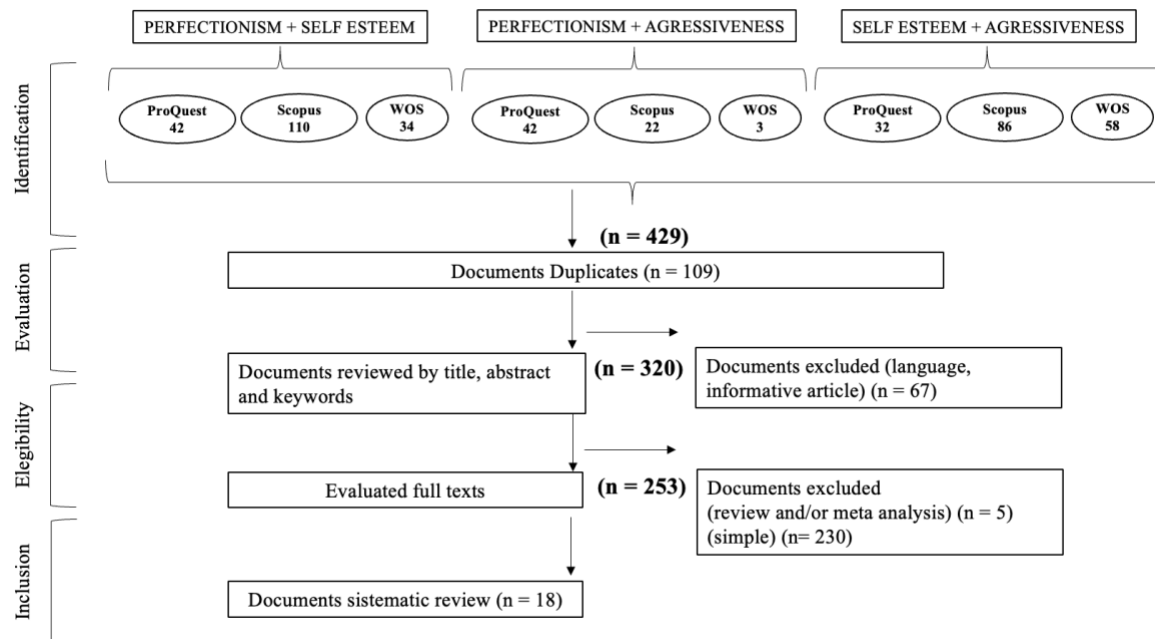 PERFECTIONISM + SELF ESTEEM
PERFECTIONISM + AGRESSIVENESS
SELF ESTEEM + AGRESSIVENESS
Identification
ProQuest
42
Scopus
110
WOS
34
ProQuest
42
Scopus
22
WOS
3
ProQuest
32
Scopus
86
WOS
58
(n = 429)
Evaluation
Documents Duplicates (n = 109)
Documents reviewed by title, abstract
and keywords
(n = 320)
Documents excluded (language,
informative article) (n = 67)
Elegibility
Evaluated full texts
(n = 253)
Documents excluded
(review and/or meta analysis) (n = 5)
(simple) (n= 230)
Inclusion
Documents sistematic review (n = 18)